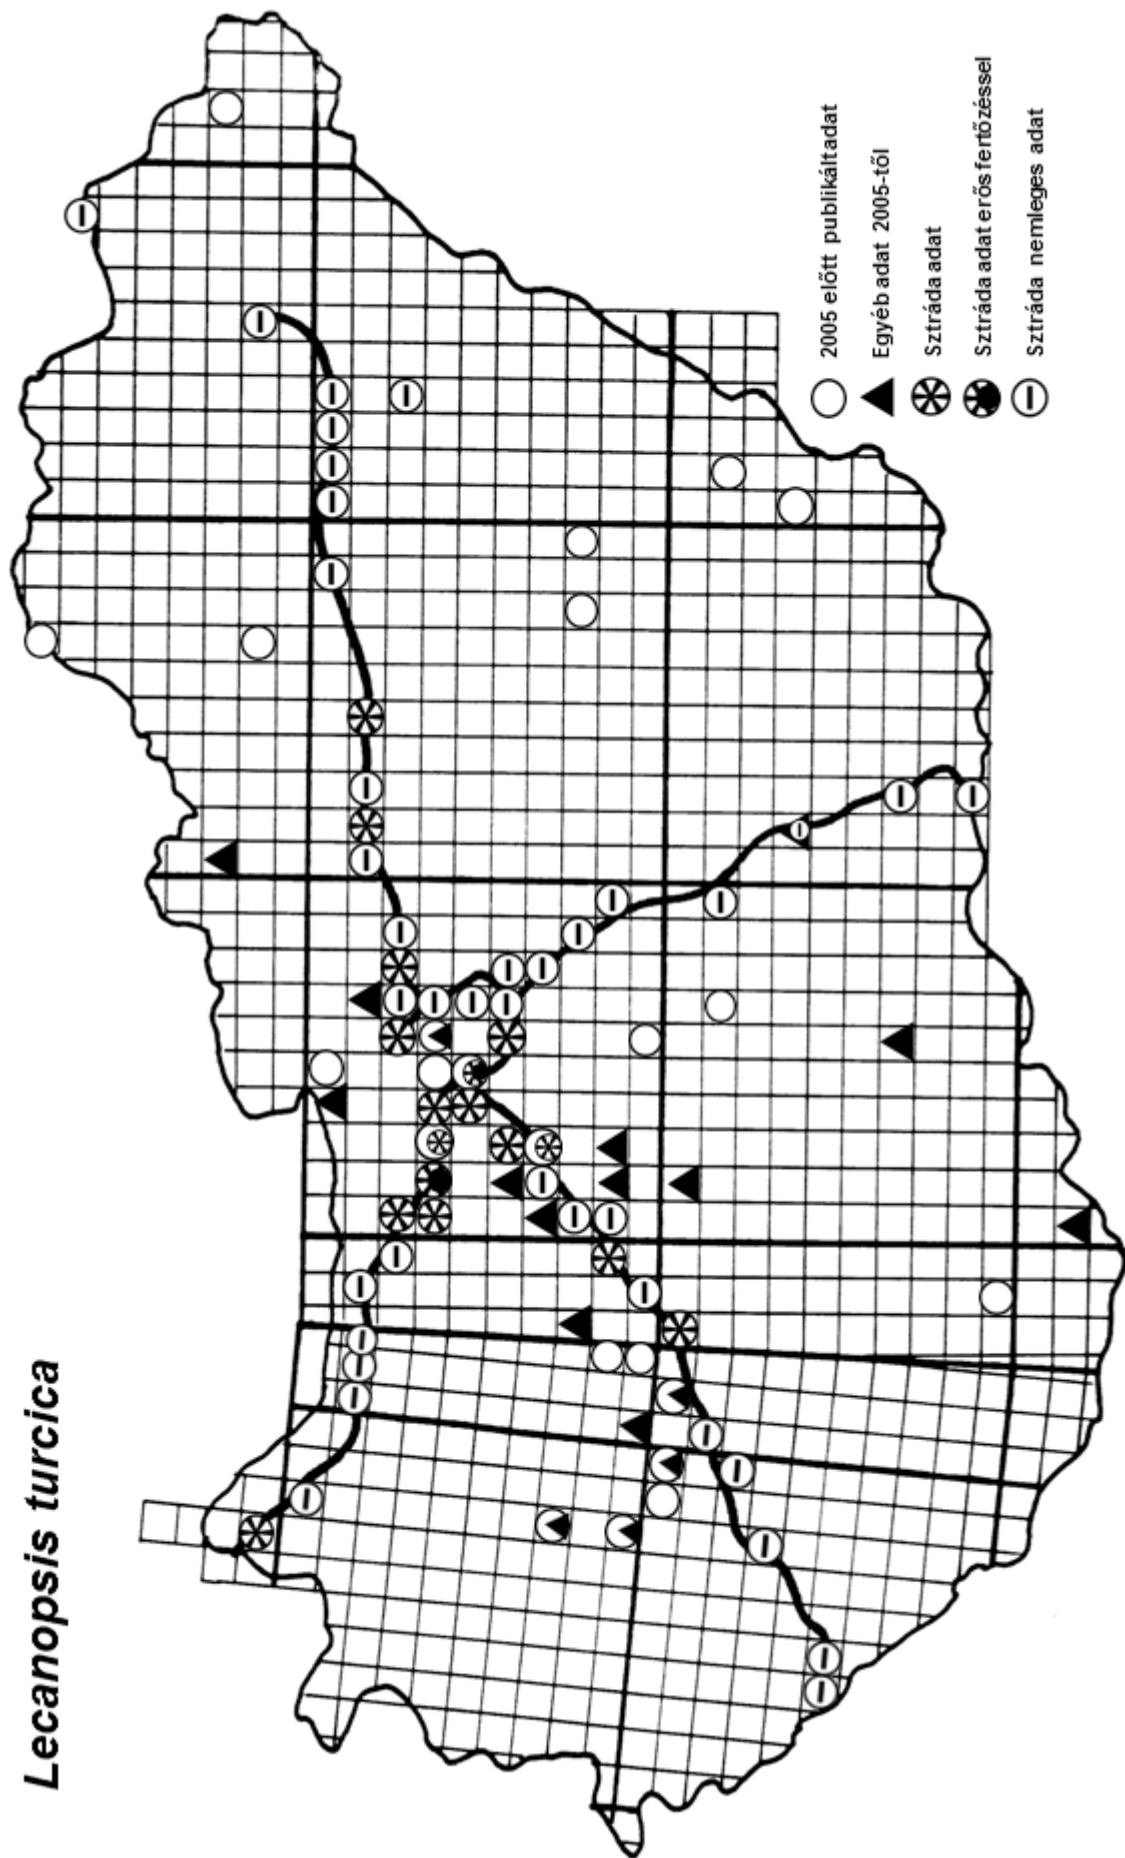 Lecanopsis turcica
2005 előtt publikáltadat
Egyéb adat 2005-től
Sztráda adat
Sztráda adat erős fertőzéssel
Sztráda nemleges adat